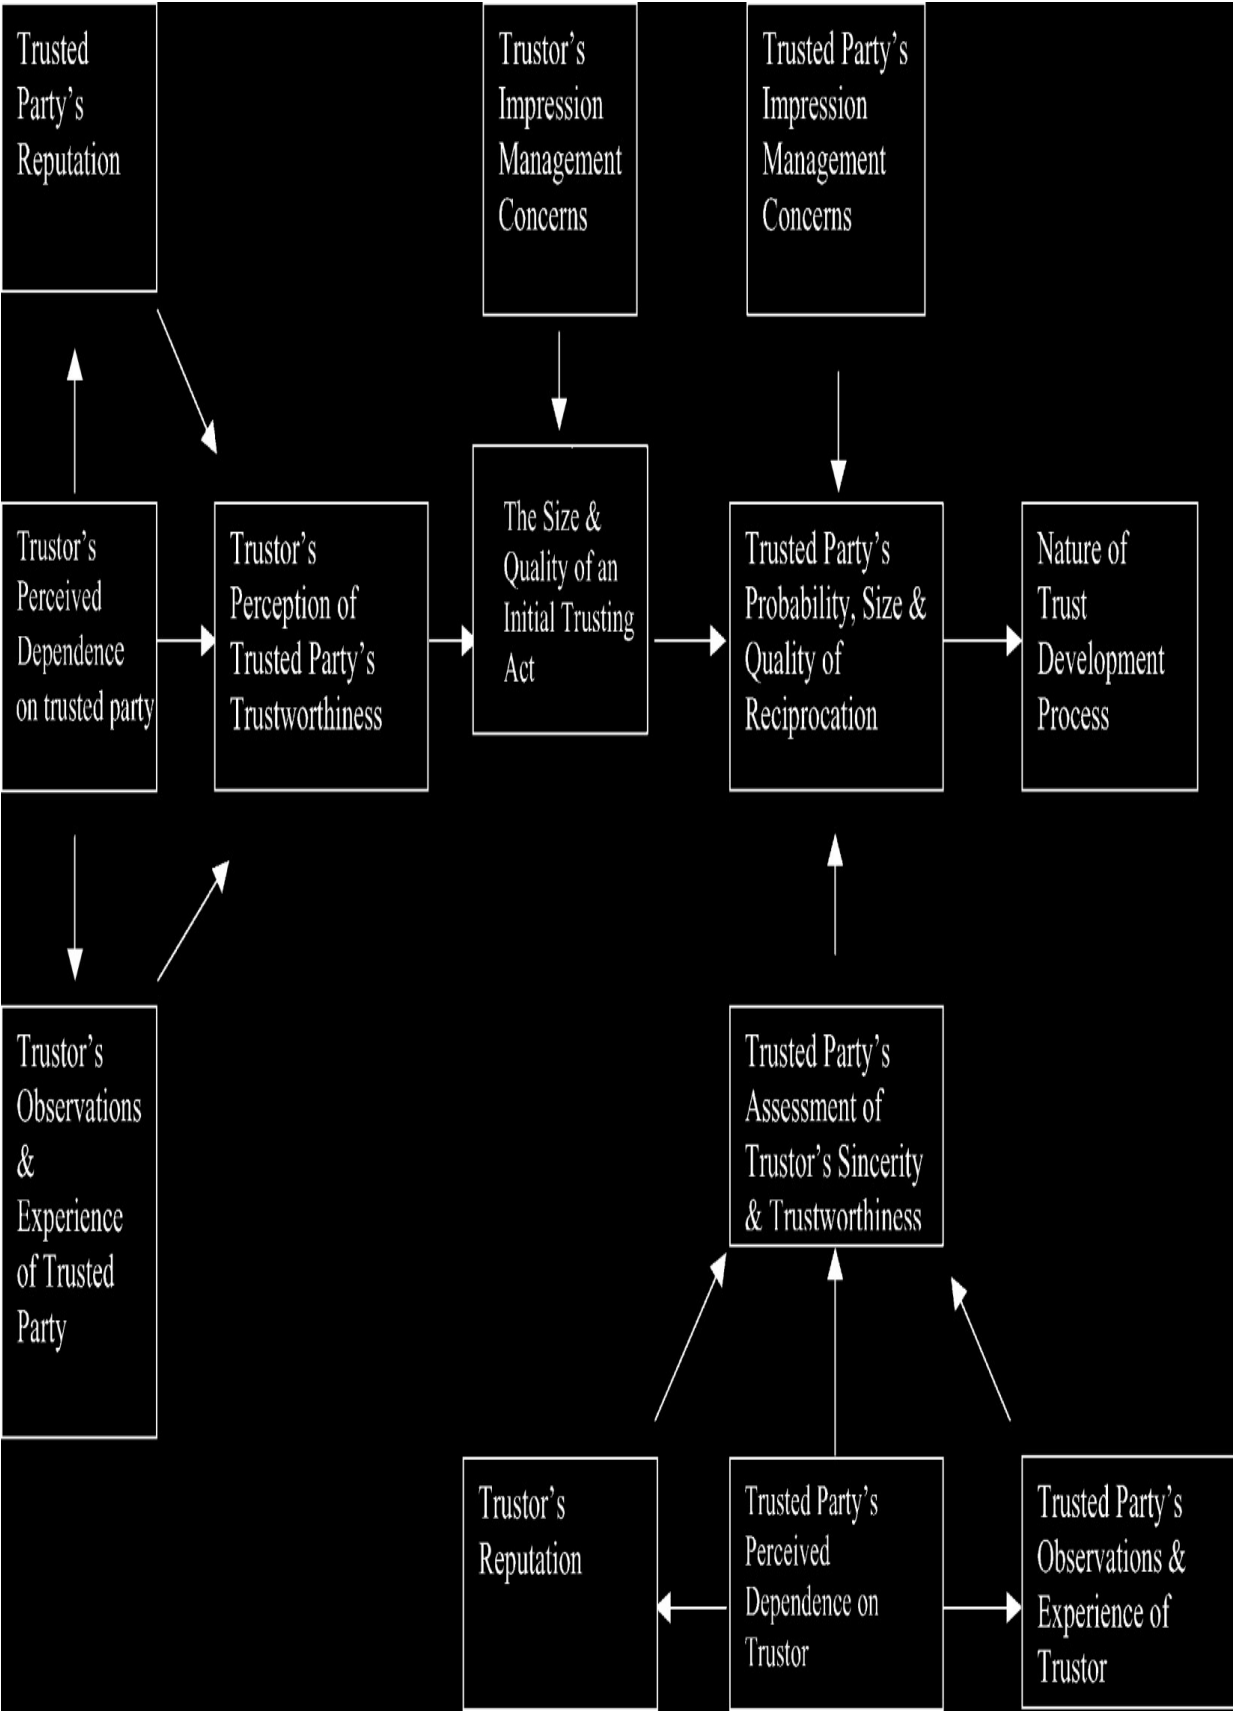 Trusted
Party's
Reputation
Trustor's
Impression
Management
Concerns
Trusted Party's
Impression
Management
Concerns
Trustor's
Perceived
Dependence
on trusted party
Trustor's
Perception of
Trusted Party's
Trustworthiness
The Size &
Quality of an
Initial Trusting
Act
Trusted Party's
Probability, Size &
Quality of
Reciprocation
Nature of
Trust
Development
Process
Trustor's
Observations
&
Experience
of Trusted
Party
Trusted Party's
Assessment of
Trustor's Sincerity
& Trustworthiness
Trustor's
Reputation
Trusted Party's
Perceived
Dependence on
Trustor
Trusted Party's
Observations &
Experience of
Trustor